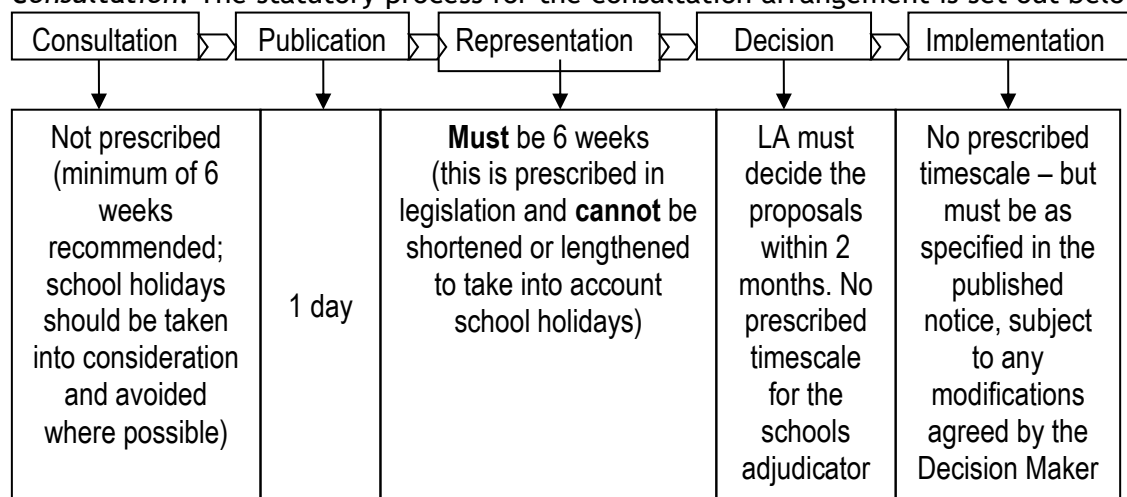 Consultation. The statutory process for the consultation arrangement is set out belo
Consultation
Publication
Representation
Decision
Implementation
Not prescribed
(minimum of 6
weeks
recommended;
school holidays
should be taken
into consideration
and avoided
where possible)
1 day
Must be 6 weeks
(this is prescribed in
legislation and cannot be
shortened or lengthened
to take into account
school holidays)
LA must
decide the
proposals
within 2
months. No
prescribed
timescale
for the
schools
adjudicator
No prescribed
timescale – but
must be as
specified in the
published
notice, subject
to any
modifications
agreed by the
Decision Maker